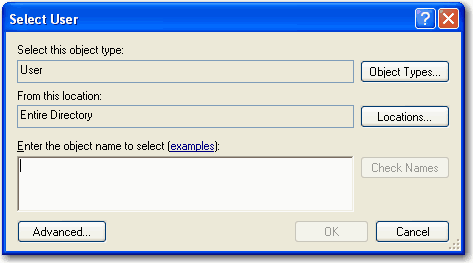 Select User
Select this object type:
User
Object Types...
From this location:
Entire Directory
Locations...
Enter the object name to select (examples):
Check Names
Advanced...
OK
Cancel